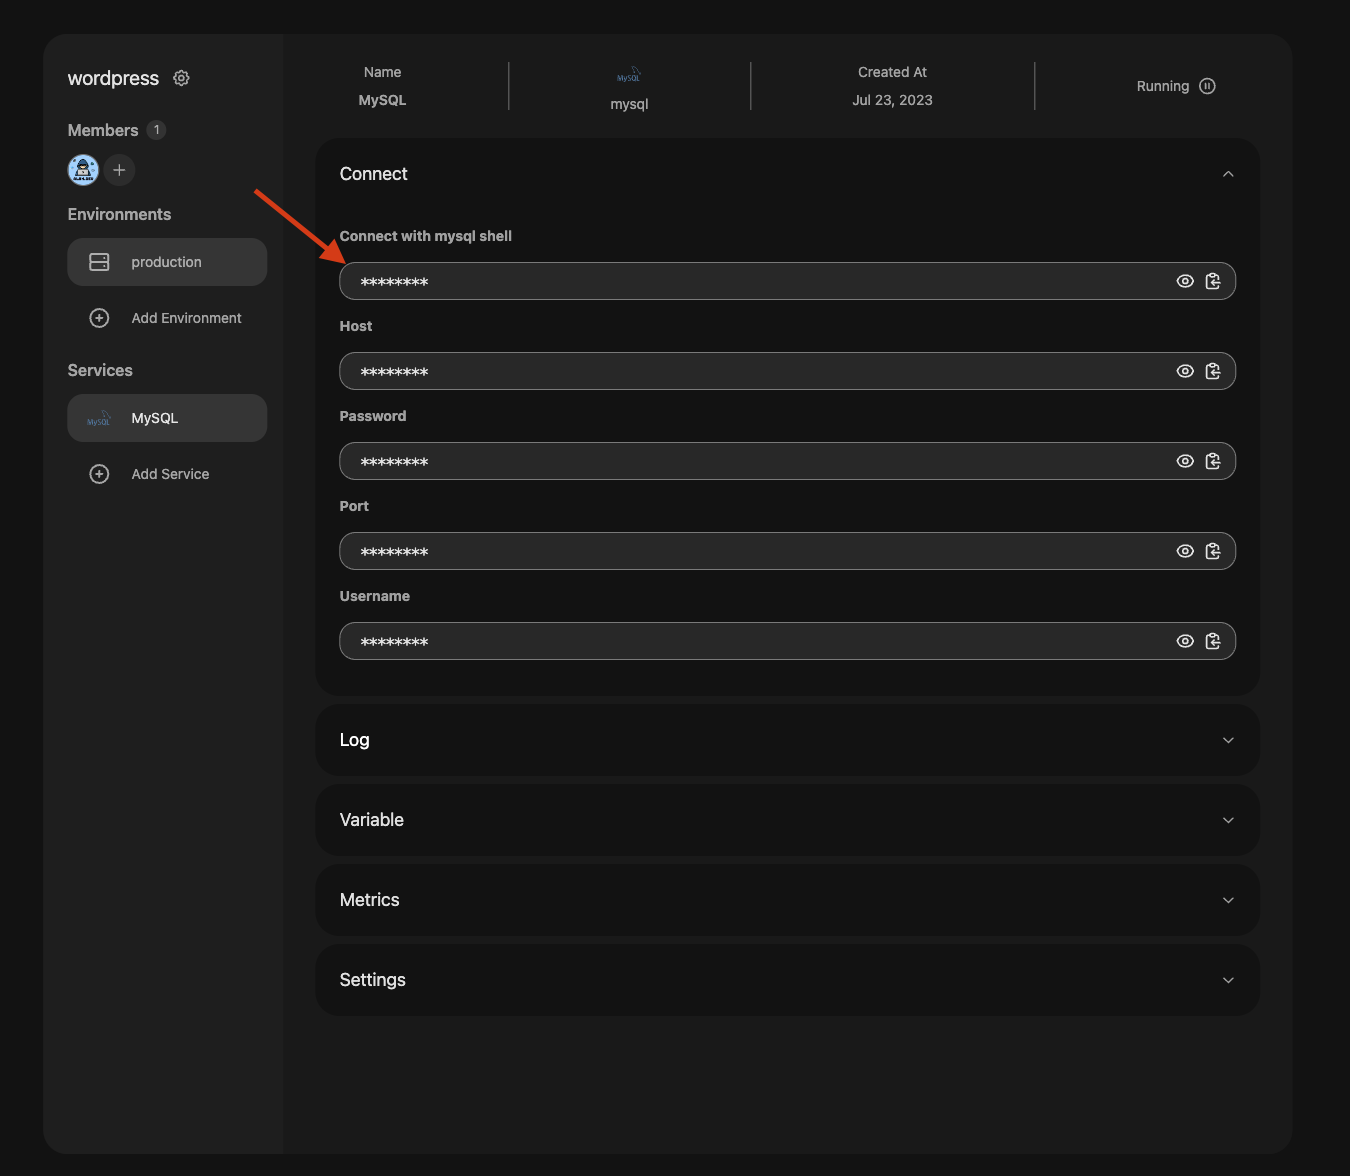 wordpress
Members 1
Environments
production
Add Environment
Services
MySQL MySQL
Add Service
Name
MySQL
MySQL
mysql
Created At
Jul 23, 2023
Running
Connect
Connect with mysql shell
********
Host
********
Password
********
Port
********
Username
********
Log
Variable
Metrics
Settings